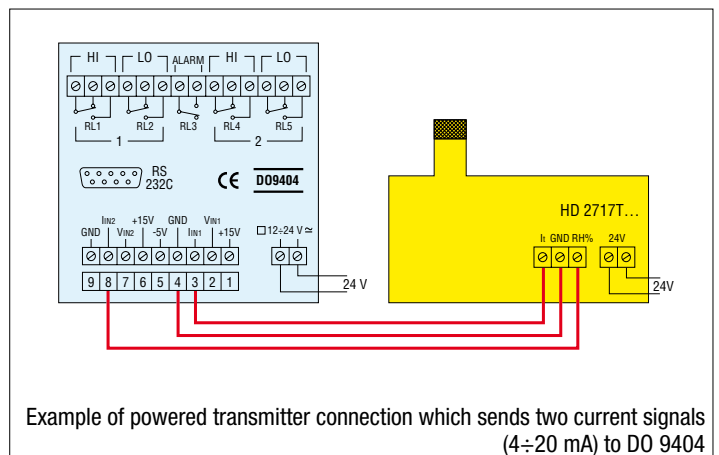 HI LO ALARM HI LO
RL1 RL2 RL3 RL4 RL5
1 2
RS
232C
CE DO9404
HD 2717T...
IIN2 +15V GND VIN1
GND VIN2 -5V IIN1 +15V
12÷24 V ≃
It GND RH% 24V
9 8 7 6 5 4 3 2 1
24 V
24V
Example of powered transmitter connection which sends two current signals
(4÷20 mA) to DO 9404